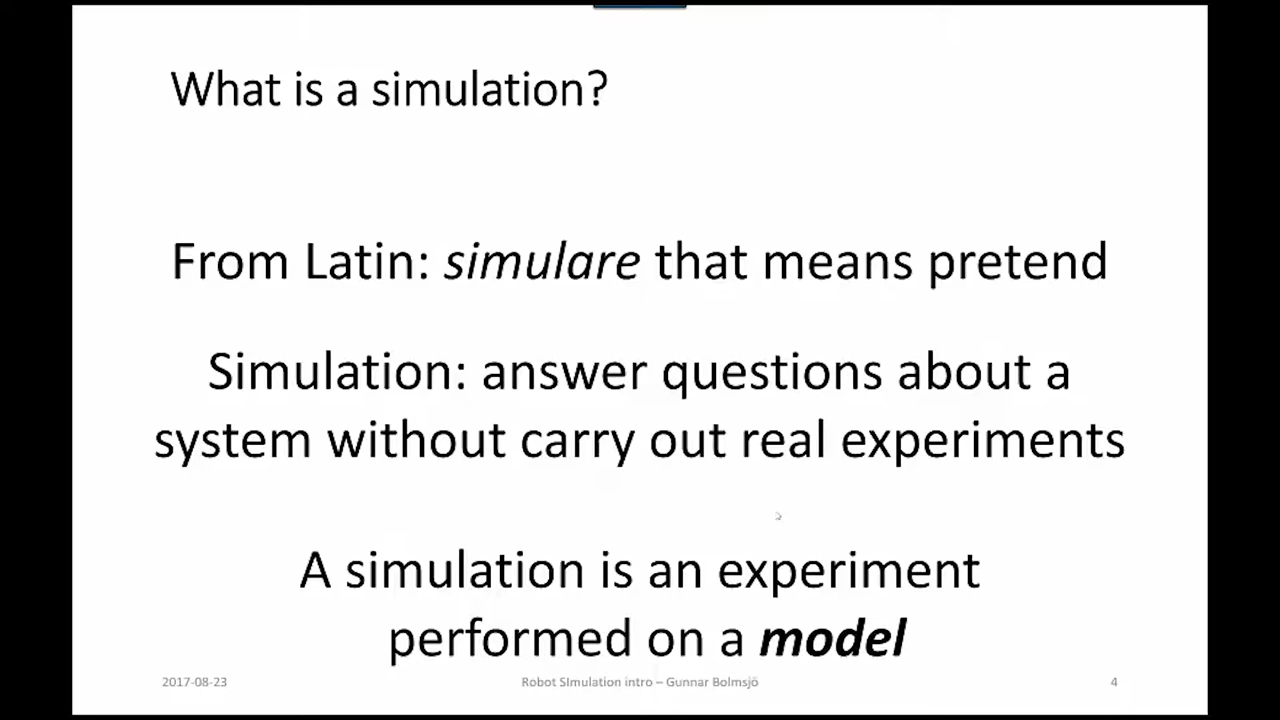 What is a simulation?
From Latin: simulare that means pretend
Simulation: answer questions about a
system without carry out real experiments
A simulation is an experiment
performed on a model
2017-08-23
Robot SImulation intro – Gunnar Bolmsjö
4